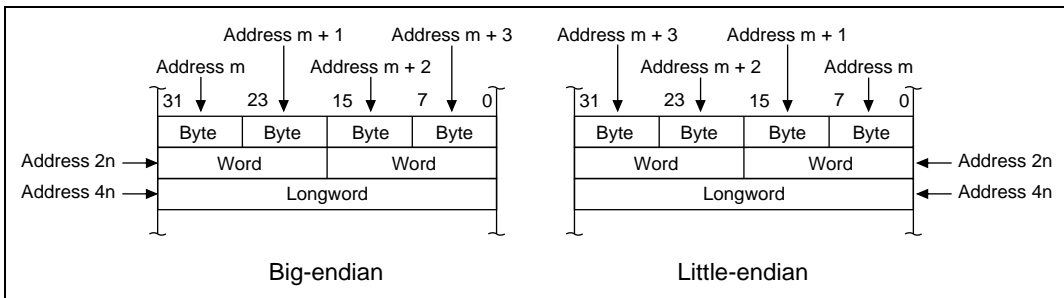 Address m + 1 Address m + 3 Address m + 3 Address m + 1
Address m Address m + 2 Address m + 2 Address m
31 23 15 7 0 31 23 15 7 0
Byte Byte Byte Byte Byte Byte Byte Byte
Address 2n Word Word Word Word Address 2n
Address 4n Longword Longword Address 4n
Big-endian Little-endian